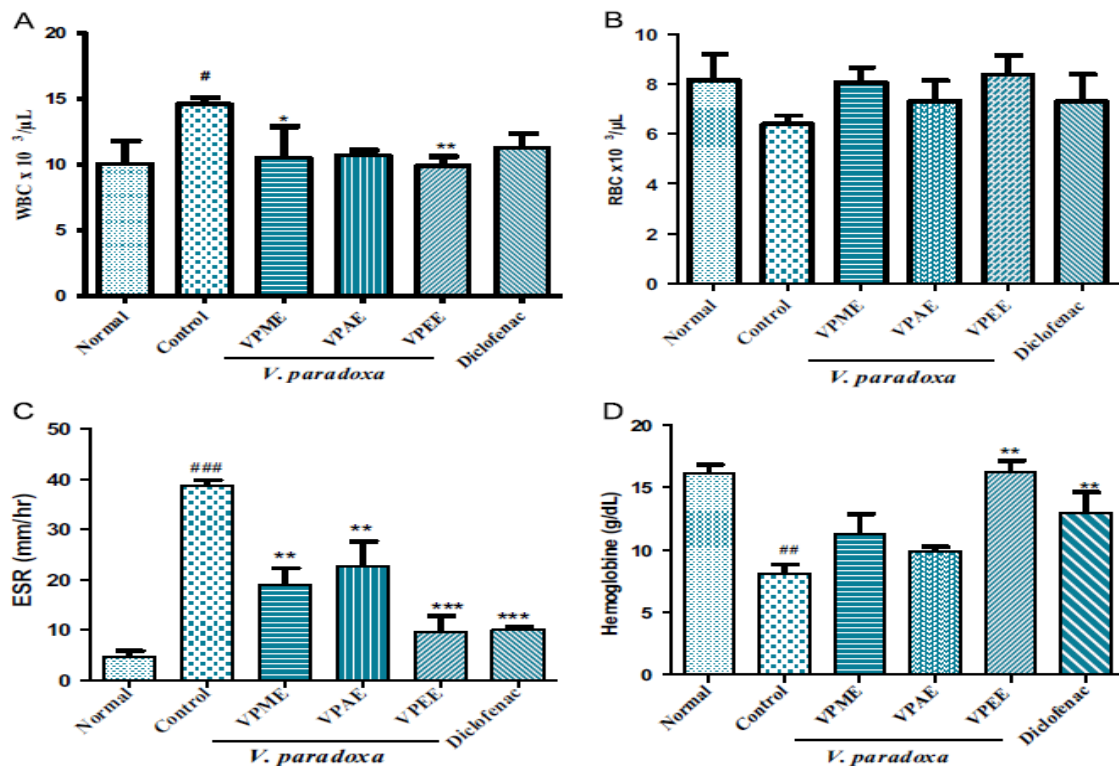 A
WBC x 10 ³/µL
20
15
10
5
0
#
*
**
Normal
Control
VPME
VPAE
VPEE
Diclofenac
V. paradoxa
B
RBC x 10 ³/µL
10
8
6
4
2
0
Normal
Control
VPME
VPAE
VPEE
Diclofenac
V. paradoxa
C
ESR (mm/hr)
50
40
30
20
10
0
###
**
**
***
***
Normal
Control
VPME
VPAE
VPEE
Diclofenac
V. paradoxa
D
Hemoglobine (g/dL)
20
15
10
5
0
##
**
**
Normal
Control
VPME
VPAE
VPEE
Diclofenac
V. paradoxa